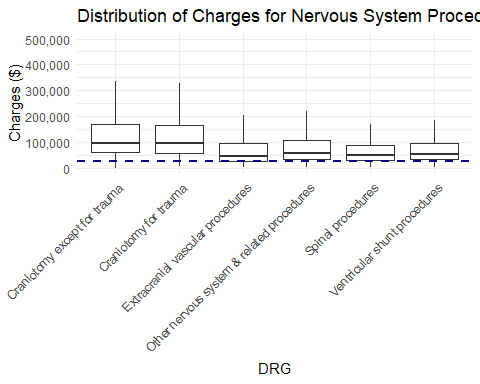 Distribution of Charges for Nervous System Proced
Charges ($)
500,000
400,000
300,000
200,000
100,000
0
Craniotomy except for trauma
Craniotomy for trauma
Extracranial vascular procedures
Other nervous system & related procedures
Spinal procedures
Ventricular shunt procedures
DRG